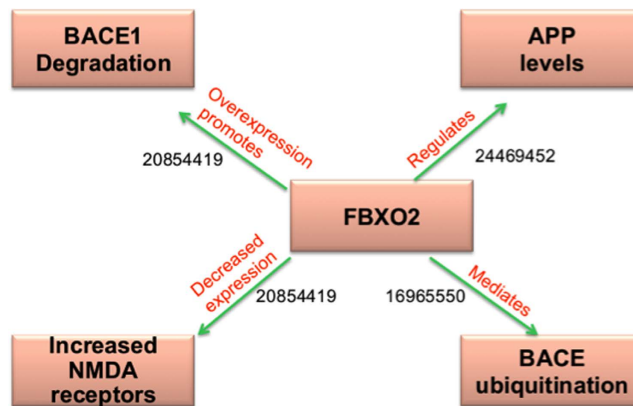 BACE1
Degradation
APP
levels
Overexpression
promotes
Regulates
20854419
24469452
FBXO2
Decreased
expression
20854419
16965550
Mediates
Increased
NMDA
receptors
BACE
ubiquitination